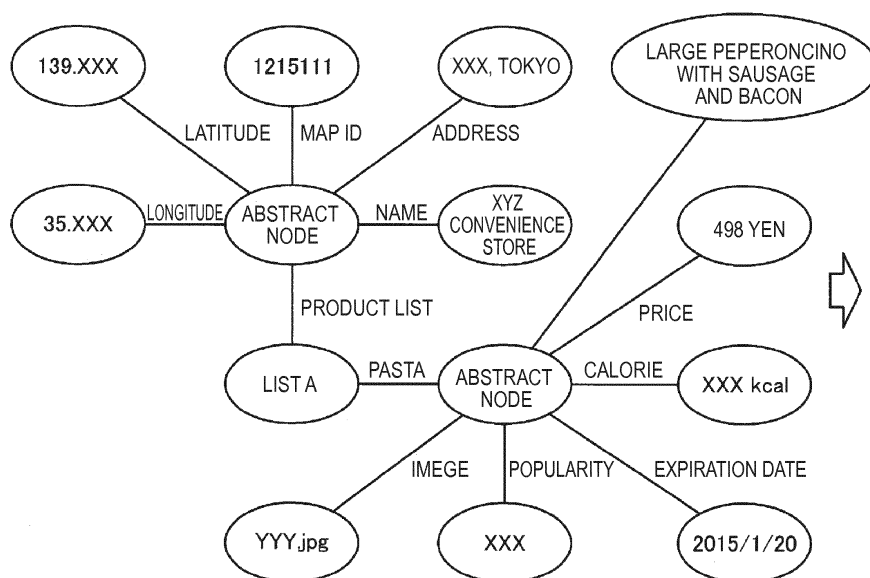 139.XXX
1215111
XXX, TOKYO
LARGE PEPERONCINO
WITH SAUSAGE
AND BACON
LATITUDE
MAP ID
ADDRESS
35.XXX
LONGITUDE
ABSTRACT
NODE
NAME
XYZ
CONVENIENCE
STORE
498 YEN
PRODUCT LIST
PRICE
LIST A
PASTA
ABSTRACT
NODE
CALORIE
XXX kcal
IMEGE
POPULARITY
EXPIRATION DATE
YYY.jpg
XXX
2015/1/20